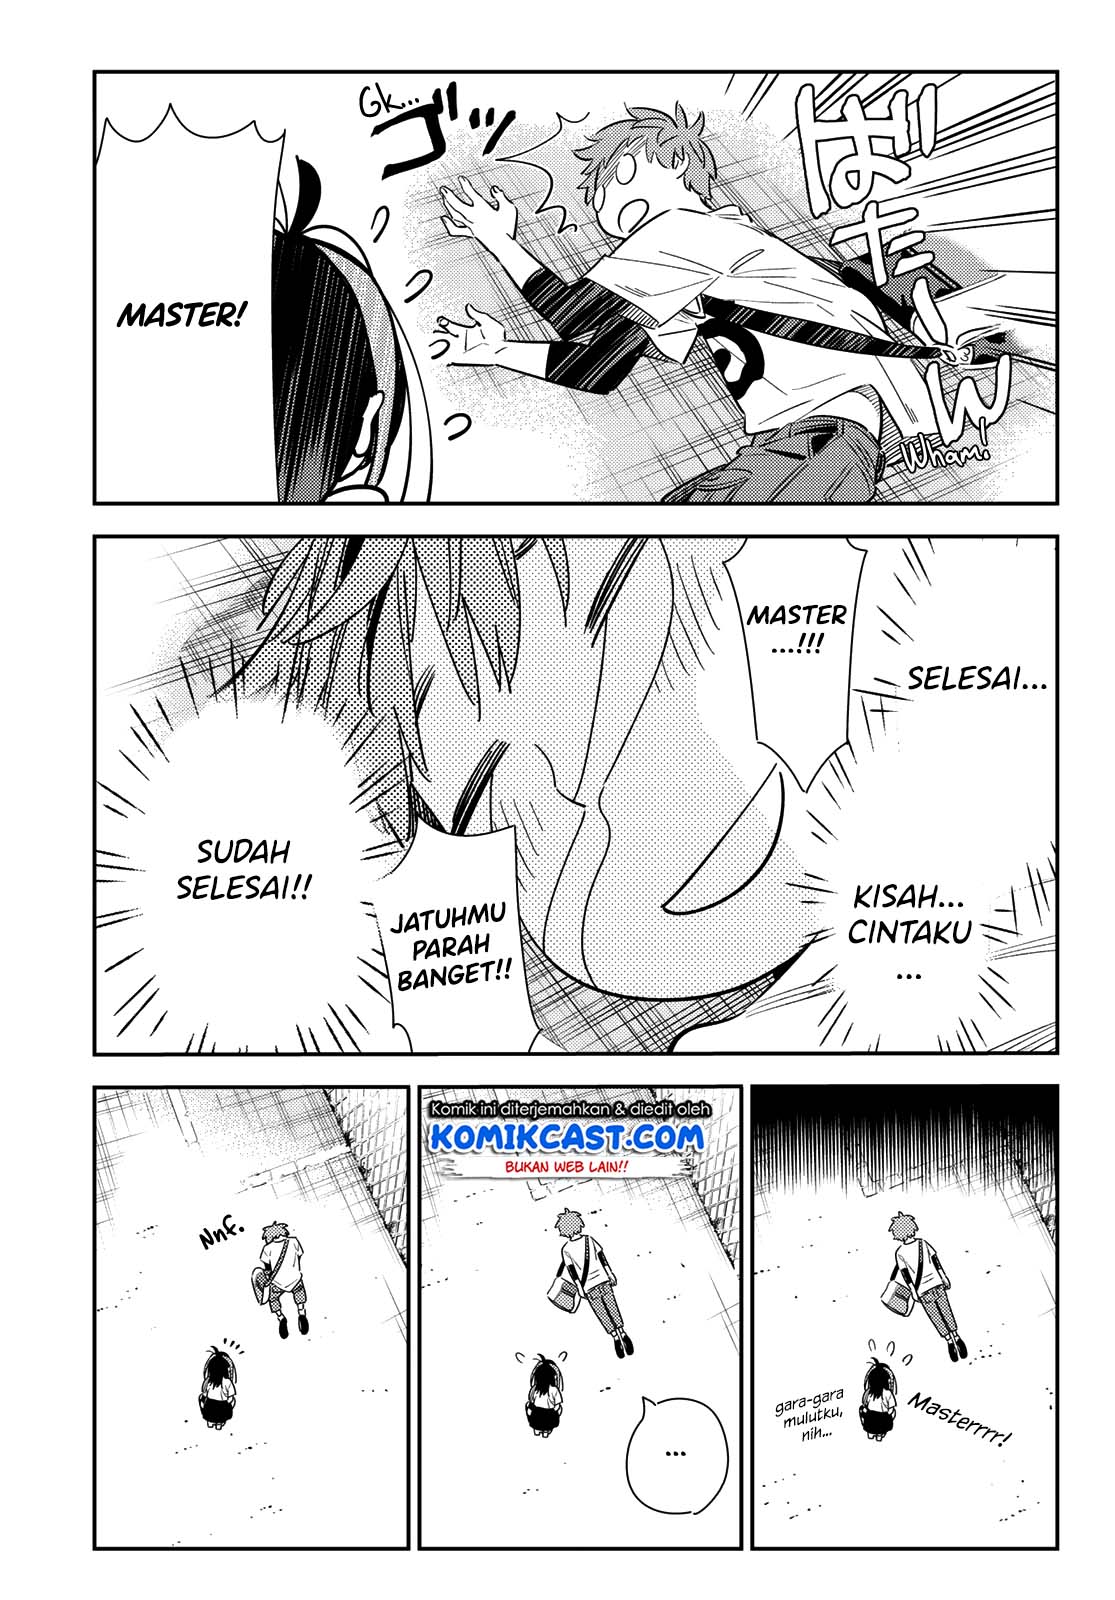 ばたーんッ
Wham!
ゴッ
Gk...
MASTER!
SELESAI...
MASTER
...!!!
KISAH...
CINTAKU
...
JATUHMU
PARAH
BANGET!!
SUDAH
SELESAI!!
Masterrrr!
gara-gara
mulutku,
nih...
Komik ini diterjemahkan & diedit oleh
KOMIKCAST.COM
BUKAN WEB LAIN!!
...
Nnf.